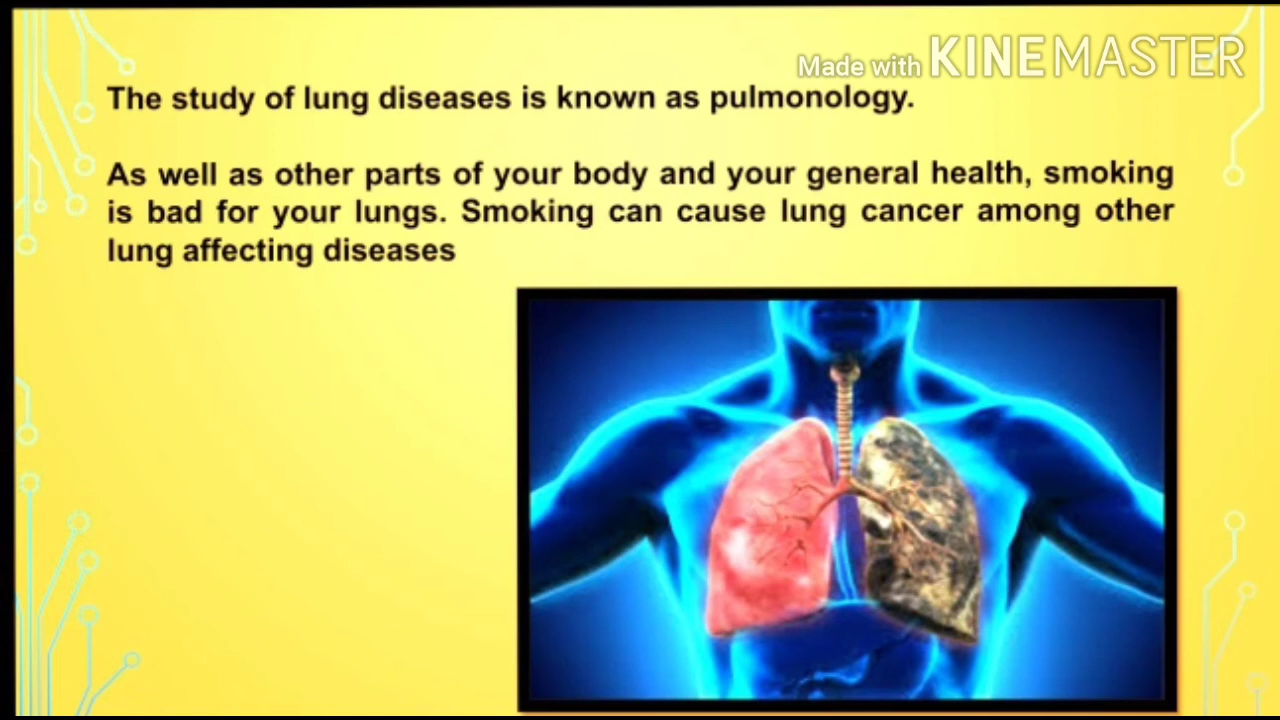 Made with KINEMASTER
The study of lung diseases is known as pulmonology.
As well as other parts of your body and your general health, smoking
is bad for your lungs. Smoking can cause lung cancer among other
lung affecting diseases